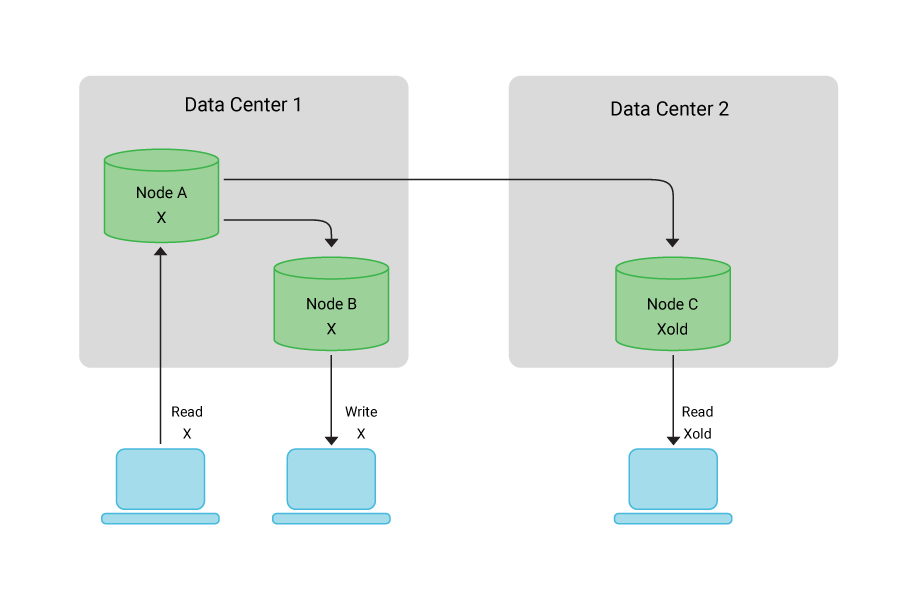 Data Center 1
Data Center 2
Node A
X
Node B
X
Node C
Xold
Read
X
Write
X
Read
Xold